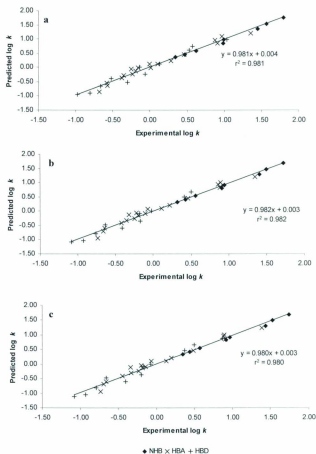 a
Predicted log k
2.00
1.50
1.00
0.50
0.00
-0.50
-1.00
-1.50
y = 0.981x + 0.004
r² = 0.981
-1.50 -1.00 -0.50 0.00 0.50 1.00 1.50 2.00
Experimental log k
b
Predicted log k
2.00
1.50
1.00
0.50
0.00
-0.50
-1.00
-1.50
y = 0.982x + 0.003
r² = 0.982
-1.50 -1.00 -0.50 0.00 0.50 1.00 1.50 2.00
Experimental log k
c
Predicted log k
2.00
1.50
1.00
0.50
0.00
-0.50
-1.00
-1.50
y = 0.980x + 0.003
r² = 0.980
-1.50 -1.00 -0.50 0.00 0.50 1.00 1.50 2.00
Experimental log k
◆ NHB × HBA + HBD